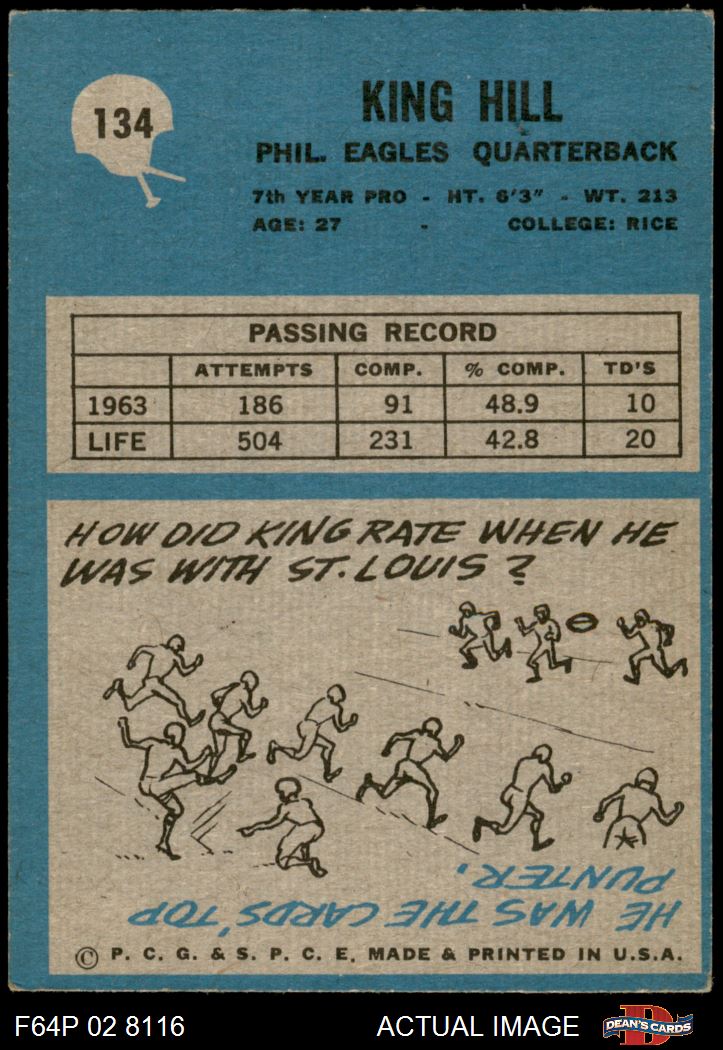 134
KING HILL
PHIL. EAGLES QUARTERBACK
7th YEAR PRO - HT. 6'3" - WT. 213
AGE: 27 - COLLEGE: RICE
PASSING RECORD
ATTEMPTS COMP. % COMP. TD'S
1963 186 91 48.9 10
LIFE 504 231 42.8 20
HOW DID KING RATE WHEN HE
WAS WITH ST. LOUIS?
HE WAS THE CARDS' TOP
PUNTER.
© P. C. G. & S. P. C. E. MADE & PRINTED IN U.S.A.
F64P 02 8116 ACTUAL IMAGE
D
DEAN'S CARDS